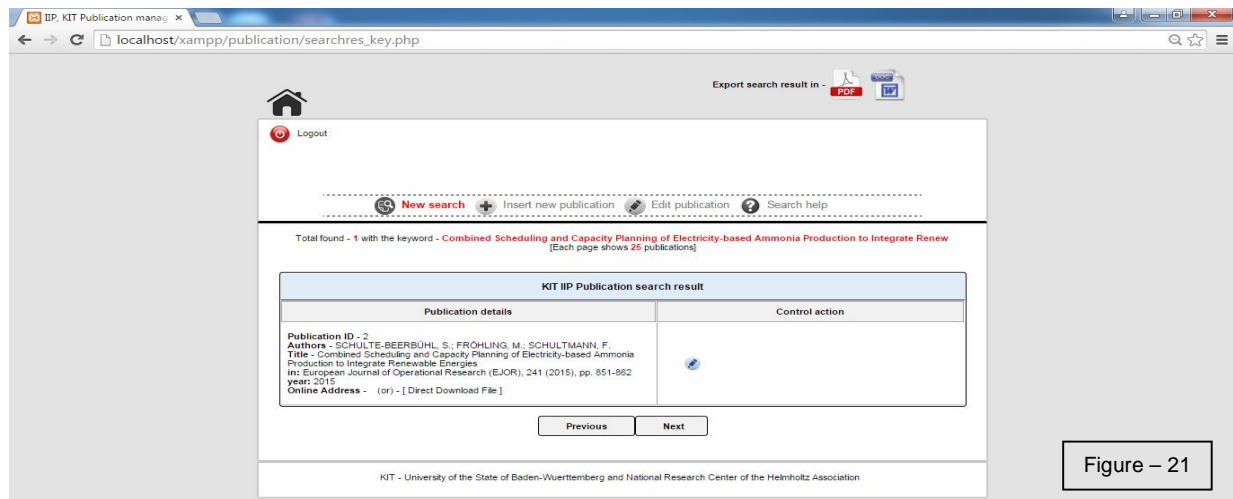 IIP, KIT Publication manag
localhost/xampp/publication/searchres_key.php
Export search result in -
PDF
DOC
W
Logout
New search Insert new publication Edit publication Search help
Total found - 1 with the keyword - Combined Scheduling and Capacity Planning of Electricity-based Ammonia Production to Integrate Renew
[Each page shows 25 publications]
KIT IIP Publication search result
Publication details Control action
Publication ID - 2
Authors - SCHULTE-BEERBÜHL, S.; FRÖHLING, M.; SCHULTMANN, F.
Title - Combined Scheduling and Capacity Planning of Electricity-based Ammonia
Production to Integrate Renewable Energies
in: European Journal of Operational Research (EJOR), 241 (2015), pp. 851-862
year: 2015
Online Address - (or) - [ Direct Download File ]
Previous Next
KIT - University of the State of Baden-Wuerttemberg and National Research Center of the Helmholtz Association
Figure – 21